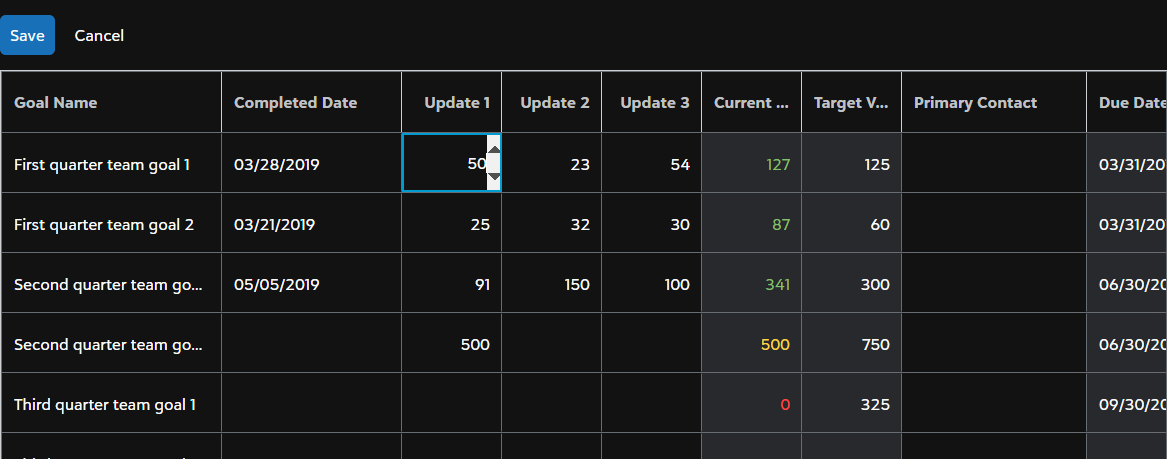 Save Cancel
Goal Name Completed Date Update 1 Update 2 Update 3 Current ... Target V... Primary Contact Due Date
First quarter team goal 1 03/28/2019 50 23 54 127 125 03/31/20
First quarter team goal 2 03/21/2019 25 32 30 87 60 03/31/20
Second quarter team go... 05/05/2019 91 150 100 341 300 06/30/20
Second quarter team go... 500 500 750 06/30/20
Third quarter team goal 1 0 325 09/30/20